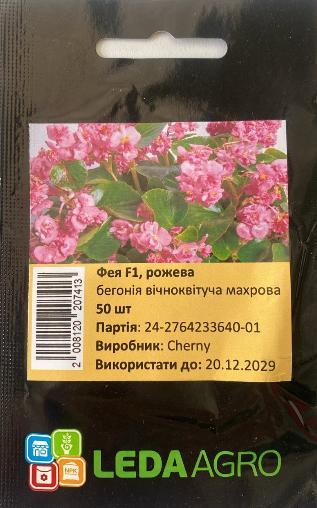 Фея F1, рожева
бегонія вічноквітуча махрова
50 шт
Партія: 24-2764233640-01
Виробник: Cherny
Використати до: 20.12.2029
2 008120 207413
NPK
LEDAAGRO